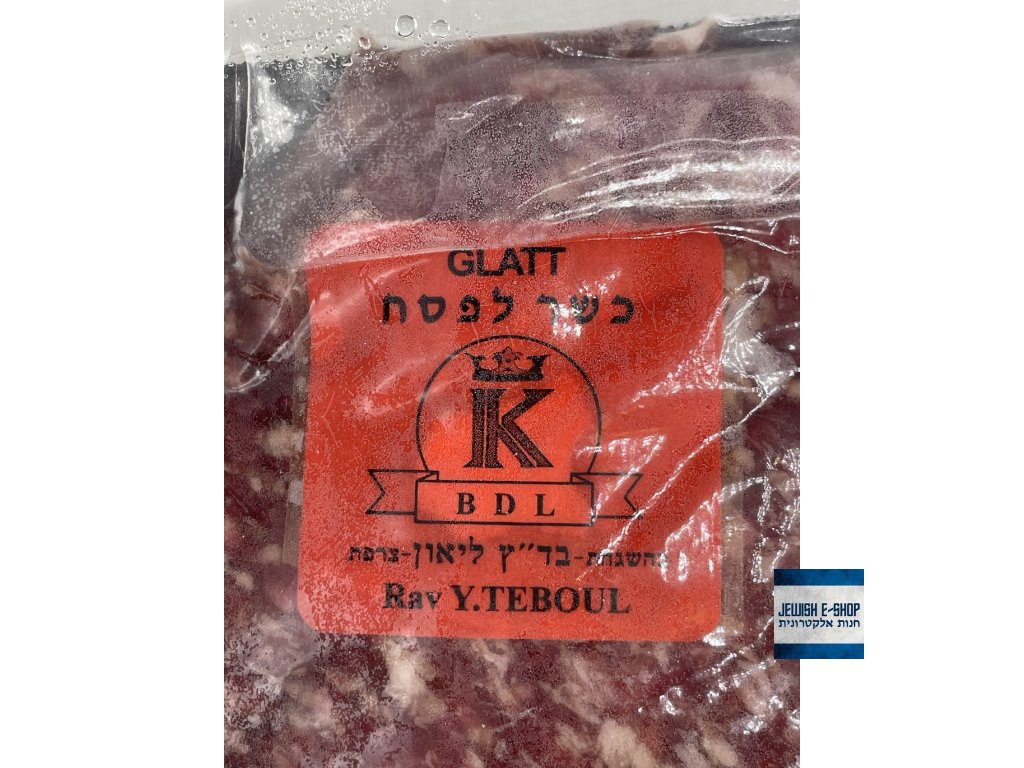 GLATT
כשר לפסח
K
BDL
בהשגחת-בד״ץ ליאון-צרפת
Rav Y.TEBOUL
JEWISH E-SHOP
חנות אלקטרונית